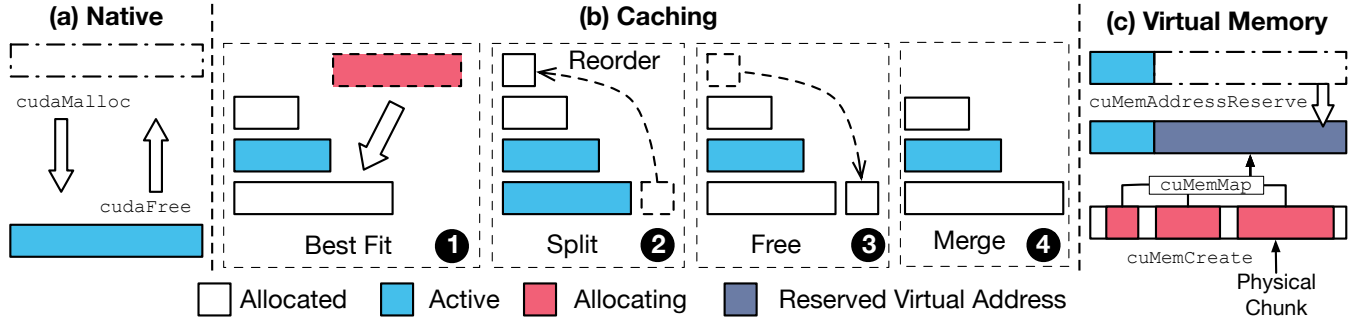 (a) Native
cudaMalloc
cudaFree
(b) Caching
Best Fit
1
Reorder
Split
2
Free
3
Merge
4
(c) Virtual Memory
cuMemAddressReserve
cuMemMap
cuMemCreate
Physical
Chunk
Allocated
Active
Allocating
Reserved Virtual Address